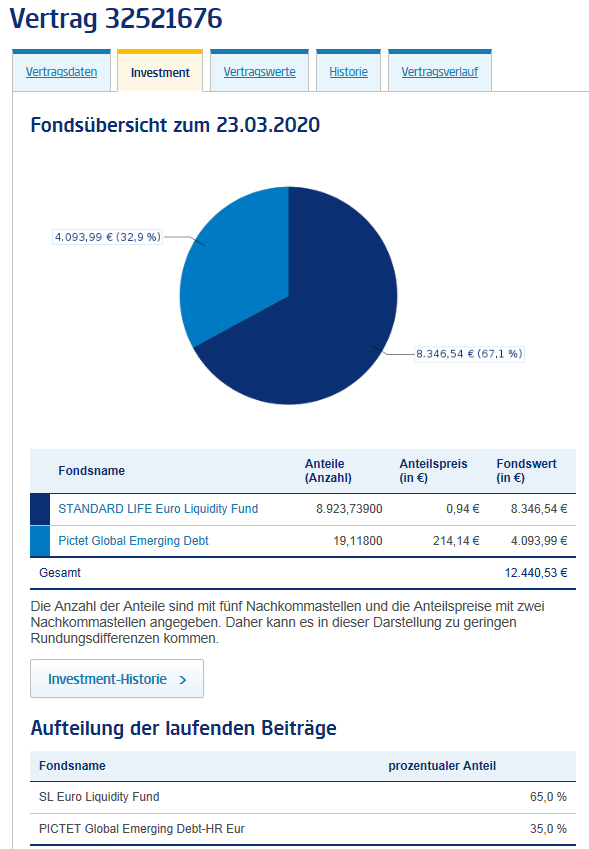 Vertrag 32521676
Vertragsdaten
Investment
Vertragswerte
Historie
Vertragsverlauf
Fondsübersicht zum 23.03.2020
4.093,99 € (32,9 %)
8.346,54 € (67,1 %)
Fondsname Anteile (Anzahl) Anteilspreis (in €) Fondswert (in €)
STANDARD LIFE Euro Liquidity Fund 8.923,73900 0,94 € 8.346,54 €
Pictet Global Emerging Debt 19,11800 214,14 € 4.093,99 €
Gesamt 12.440,53 €
Die Anzahl der Anteile sind mit fünf Nachkommastellen und die Anteilspreise mit zwei
Nachkommastellen angegeben. Daher kann es in dieser Darstellung zu geringen
Rundungsdifferenzen kommen.
Investment-Historie >
Aufteilung der laufenden Beiträge
Fondsname prozentualer Anteil
SL Euro Liquidity Fund 65,0 %
PICTET Global Emerging Debt-HR Eur 35,0 %